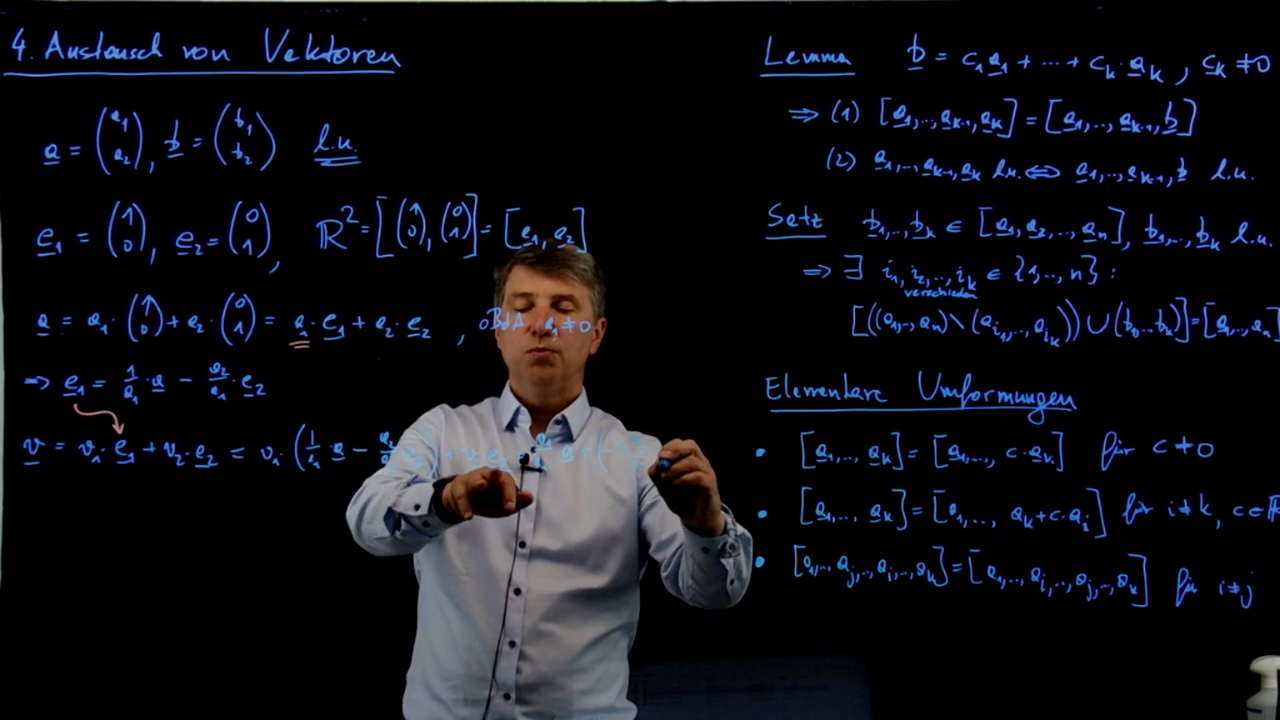 4. Austausch von Vektoren
a = (a₁ a₂), b = (b₁ b₂) l.u.
e₁ = (1 0), e₂ = (0 1), ℝ² = [(1 0), (0 1)] = [e₁, e₂]
a = a₁ · (1 0) + a₂ · (0 1) = a₁ · e₁ + a₂ · e₂, oBdA a₁ ≠ 0
⇒ e₁ = 1/a₁ · a − a₂/a₁ · e₂
v = v₁ · e₁ + v₂ · e₂ = v₁ · (1/a₁ · a −
Lemma b = c₁a₁ + ... + cₖ · aₖ, cₖ ≠ 0
⇒ (1) [a₁,..,aₖ₋₁,aₖ] = [a₁,..,aₖ₋₁,b]
(2) a₁,..,aₖ₋₁,aₖ l.u. ⇔ a₁,..,aₖ₋₁,b l.u.
Satz b₁,..,bₖ ∈ [a₁,a₂,..,aₙ], b₁,..,bₖ l.u.
⇒ ∃ i₁,i₂,..,iₖ ∈ {1,..,n} :
verschieden
[((a₁,..,aₙ)∖(aᵢ₁,..,aᵢₖ)) ∪ (b₁..bₖ)] = [a₁,..,aₙ]
Elementare Umformungen
• [a₁,..,aₖ] = [a₁,..., c·aₖ] für c ≠ 0
• [a₁,..,aₖ] = [a₁,..., aₖ+c·aᵢ] für i ≠ k, c ∈ ℝ
• [a₁,..,aⱼ,..,aᵢ,..,aₖ] = [a₁,..,aᵢ,..,aⱼ,..,aₖ] für i ≠ j